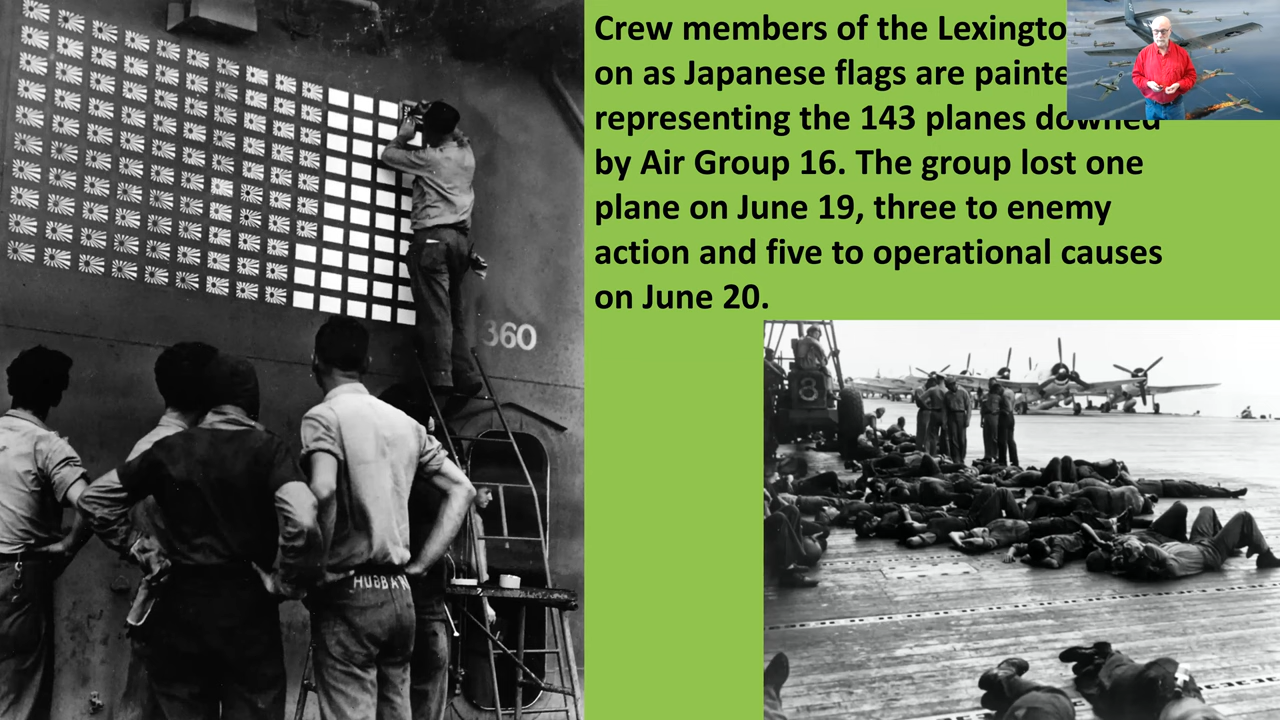 Crew members of the Lexingto
on as Japanese flags are painte
representing the 143 planes downed
by Air Group 16. The group lost one
plane on June 19, three to enemy
action and five to operational causes
on June 20.
360
HUBBAN
8